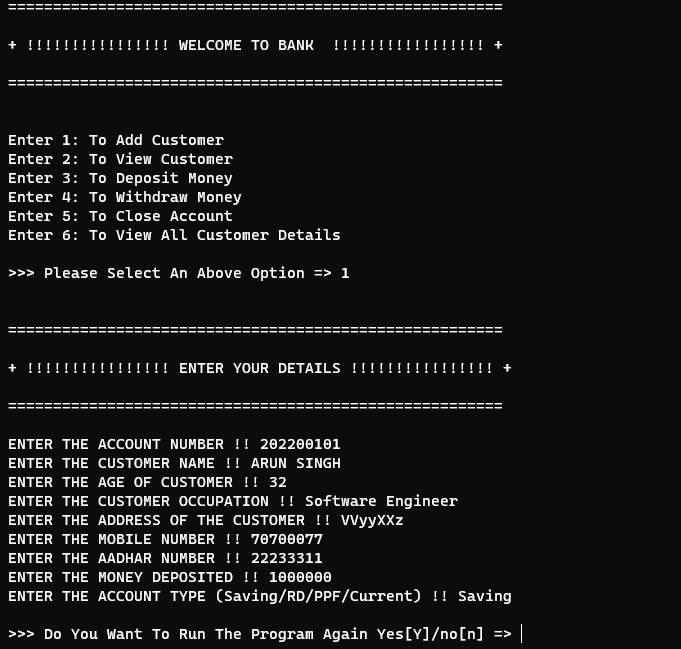 =======================================================
+ !!!!!!!!!!!!!!!! WELCOME TO BANK  !!!!!!!!!!!!!!!!! +
=======================================================
Enter 1: To Add Customer
Enter 2: To View Customer
Enter 3: To Deposit Money
Enter 4: To Withdraw Money
Enter 5: To Close Account
Enter 6: To View All Customer Details
>>> Please Select An Above Option => 1
=======================================================
+ !!!!!!!!!!!!!!!! ENTER YOUR DETAILS !!!!!!!!!!!!!!!! +
=======================================================
ENTER THE ACCOUNT NUMBER !! 202200101
ENTER THE CUSTOMER NAME !! ARUN SINGH
ENTER THE AGE OF CUSTOMER !! 32
ENTER THE CUSTOMER OCCUPATION !! Software Engineer
ENTER THE ADDRESS OF THE CUSTOMER !! VVyyXXz
ENTER THE MOBILE NUMBER !! 70700077
ENTER THE AADHAR NUMBER !! 22233311
ENTER THE MONEY DEPOSITED !! 1000000
ENTER THE ACCOUNT TYPE (Saving/RD/PPF/Current) !! Saving
>>> Do You Want To Run The Program Again Yes[Y]/no[n] =>